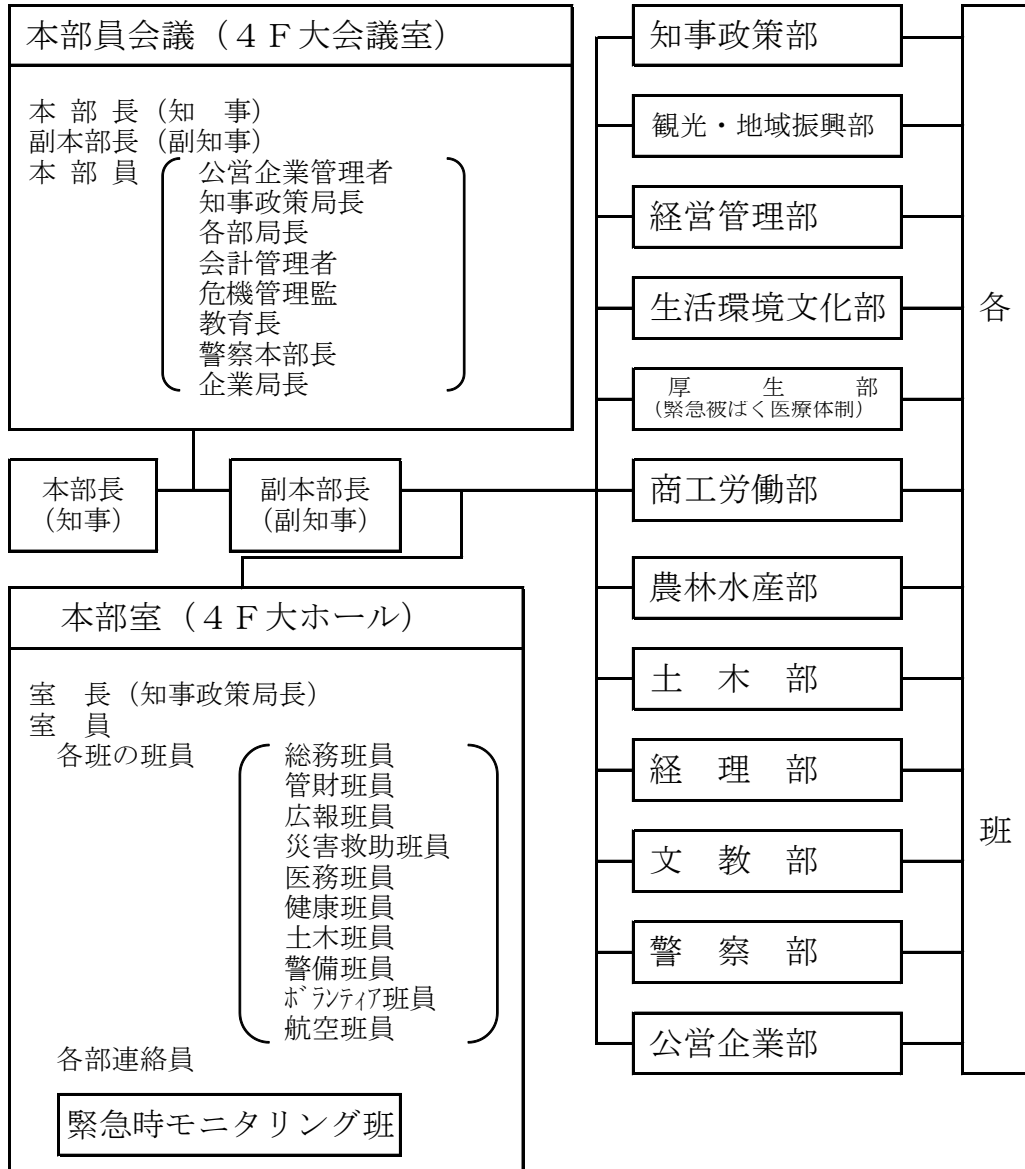 本部員会議（４Ｆ大会議室）
本 部 長（知　事）
副本部長（副知事）
本 部 員
公営企業管理者
知事政策局長
各部局長
会計管理者
危機管理監
教育長
警察本部長
企業局長
本部長
（知事）
副本部長
（副知事）
本部室（４Ｆ大ホール）
室　長（知事政策局長）
室　員
各班の班員
総務班員
管財班員
広報班員
災害救助班員
医務班員
健康班員
土木班員
警備班員
ﾎﾞﾗﾝﾃｨｱ班員
航空班員
各部連絡員
緊急時モニタリング班
知事政策部
観光・地域振興部
経営管理部
生活環境文化部
厚　生　部
（緊急被ばく医療体制）
商工労働部
農林水産部
土　木　部
経　理　部
文　教　部
警　察　部
公営企業部
各
班